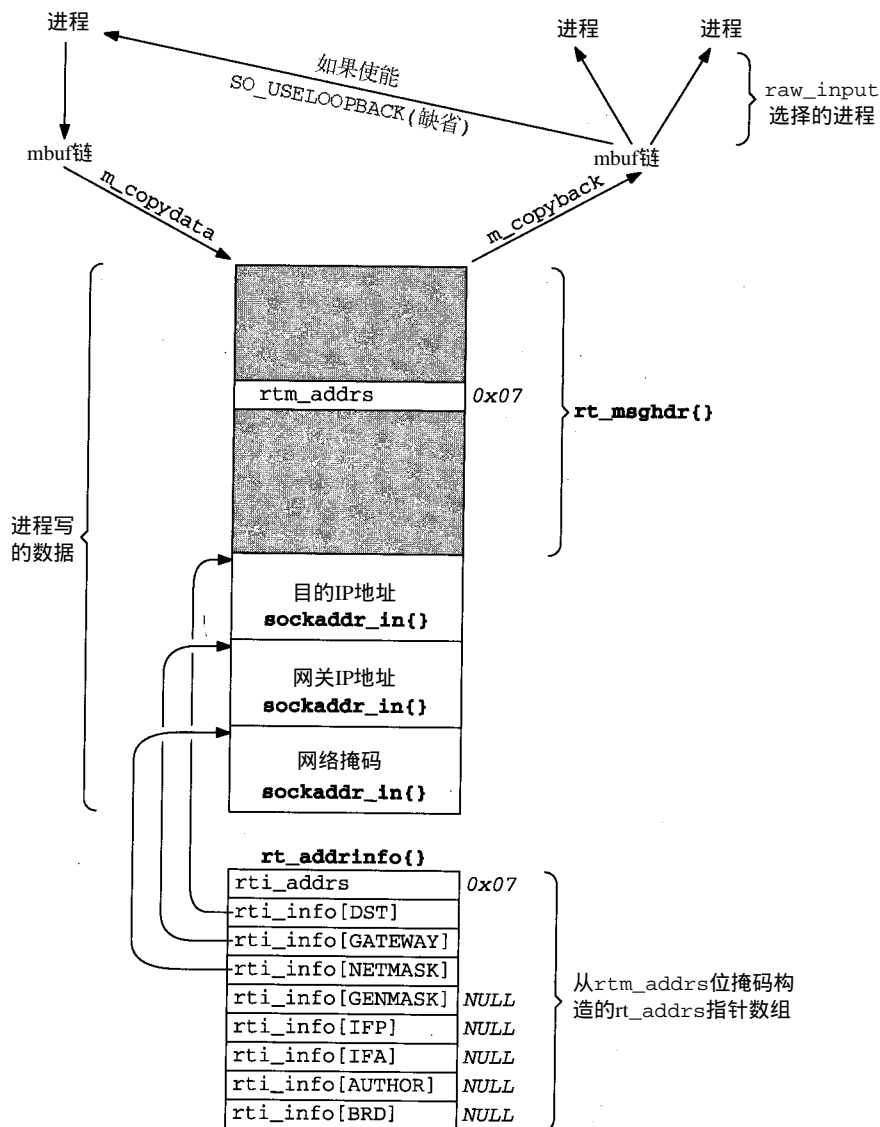 进程
进程
进程
如果使能
SO_USELOOPBACK(缺省)
raw_input
选择的进程
mbuf链
mbuf链
m_copydata
m_copyback
rtm_addrs
0x07
rt_msghdr{}
进程写
的数据
目的IP地址
sockaddr_in{}
网关IP地址
sockaddr_in{}
网络掩码
sockaddr_in{}
rt_addrinfo{}
rti_addrs
0x07
rti_info[DST]
rti_info[GATEWAY]
rti_info[NETMASK]
rti_info[GENMASK]
NULL
rti_info[IFP]
NULL
rti_info[IFA]
NULL
rti_info[AUTHOR]
NULL
rti_info[BRD]
NULL
从rtm_addrs位掩码构
造的rt_addrs指针数组